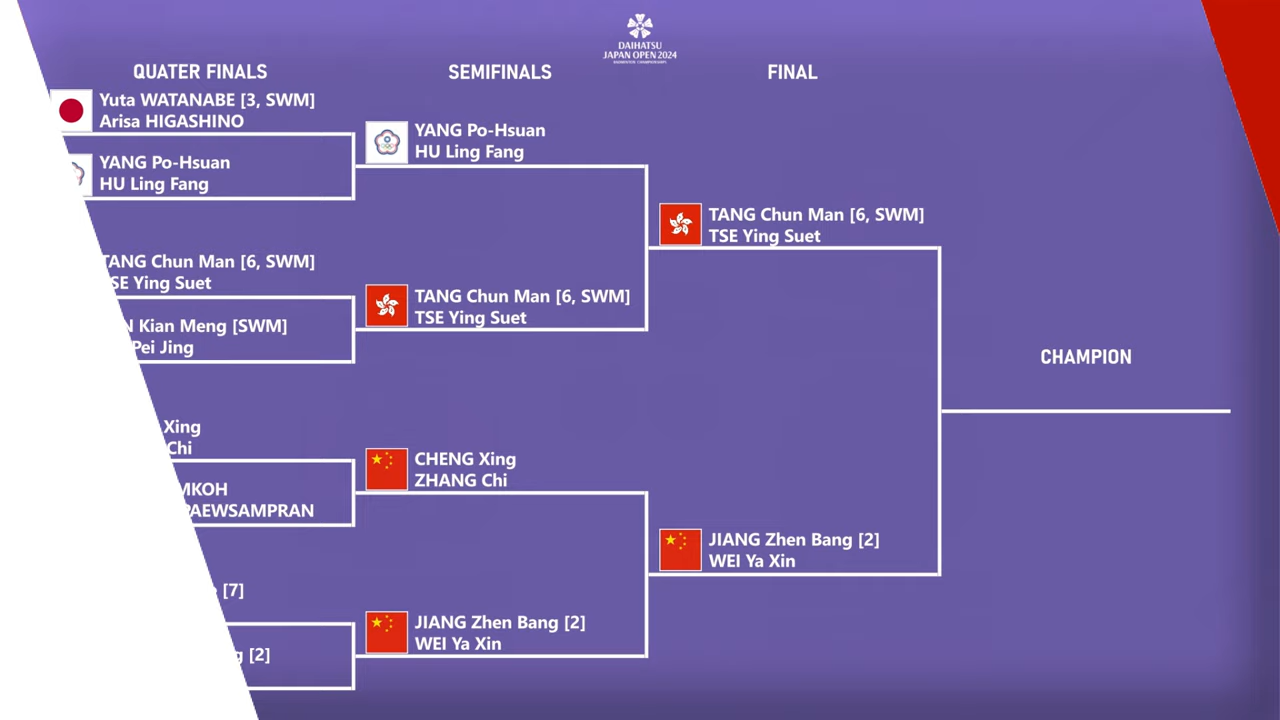 DAIHATSU
JAPAN OPEN 2024
BADMINTON CHAMPIONSHIPS
QUATER FINALS
SEMIFINALS
FINAL
Yuta WATANABE [3, SWM]
Arisa HIGASHINO
YANG Po-Hsuan
HU Ling Fang
TANG Chun Man [6, SWM]
SE Ying Suet
N Kian Meng [SWM]
Pei Jing
Xing
Chi
MKOH
PAEWSAMPRAN
[7]
g [2]
YANG Po-Hsuan
HU Ling Fang
TANG Chun Man [6, SWM]
TSE Ying Suet
CHENG Xing
ZHANG Chi
JIANG Zhen Bang [2]
WEI Ya Xin
TANG Chun Man [6, SWM]
TSE Ying Suet
JIANG Zhen Bang [2]
WEI Ya Xin
CHAMPION